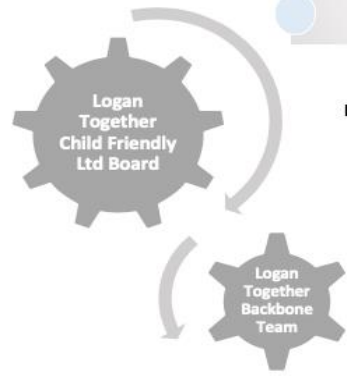 Logan
Together
Child Friendly
Ltd Board
Logan
Together
Backbone
Team